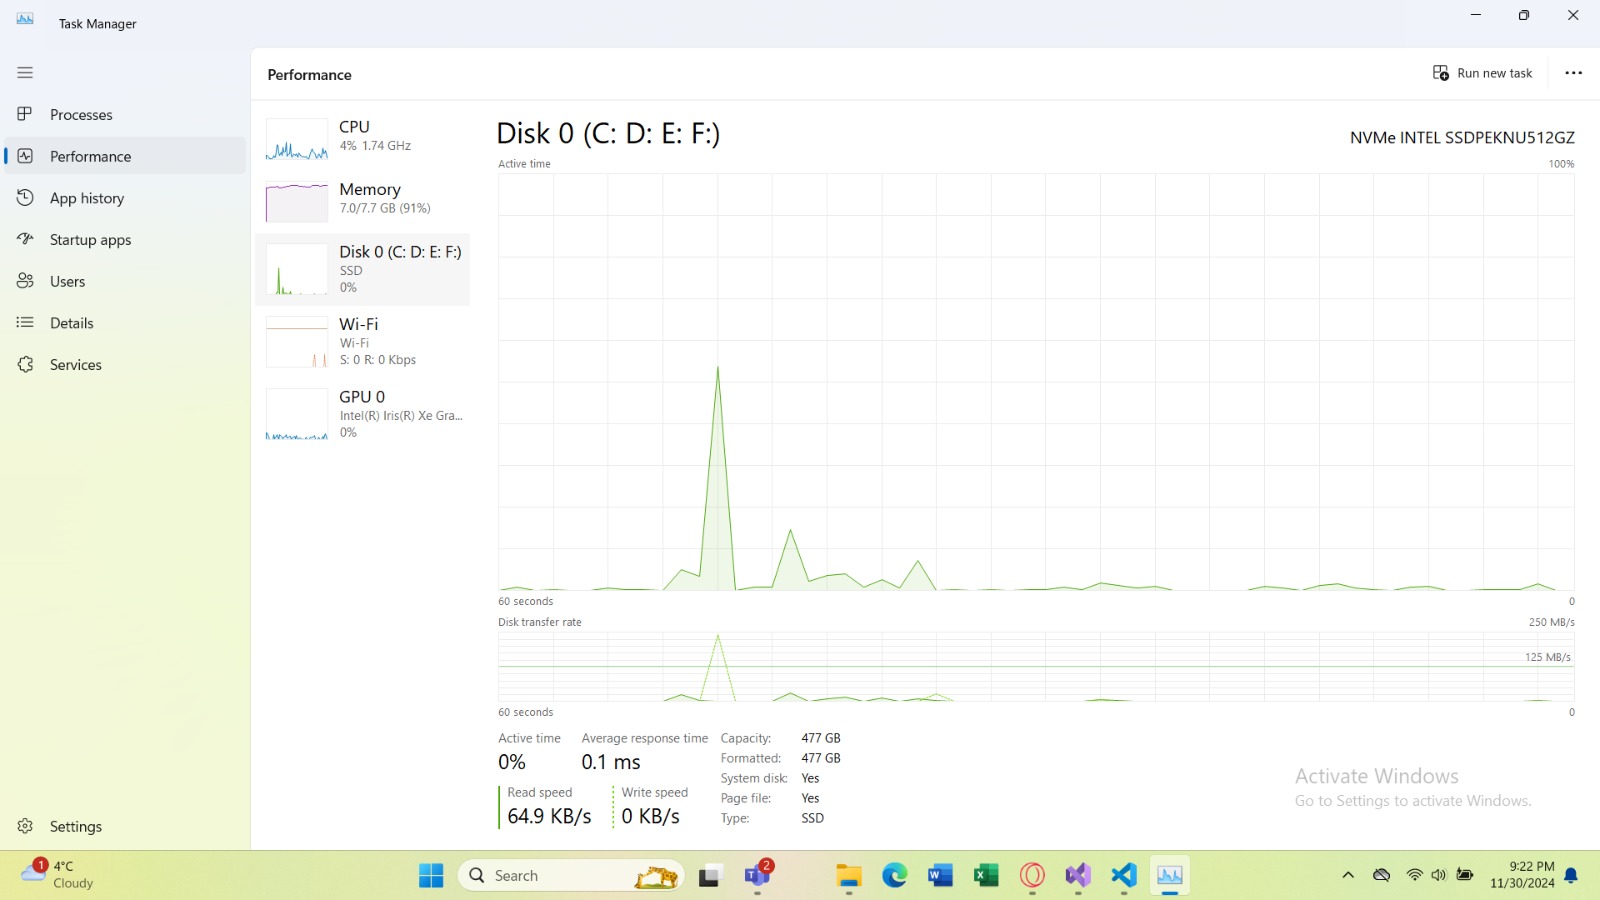 Task Manager
Performance
Run new task
Processes
Performance
App history
Startup apps
Users
Details
Services
Settings
CPU
4% 1.74 GHz
Memory
7.0/7.7 GB (91%)
Disk 0 (C: D: E: F:)
SSD
0%
Wi-Fi
Wi-Fi
S: 0 R: 0 Kbps
GPU 0
Intel(R) Iris(R) Xe Gra...
0%
Disk 0 (C: D: E: F:)
NVMe INTEL SSDPEKNU512GZ
Active time
100%
60 seconds
0
Disk transfer rate
250 MB/s
125 MB/s
60 seconds
0
Active time
0%
Average response time
0.1 ms
Read speed
64.9 KB/s
Write speed
0 KB/s
Capacity: 477 GB
Formatted: 477 GB
System disk: Yes
Page file: Yes
Type: SSD
Activate Windows
Go to Settings to activate Windows.
1
4°C
Cloudy
Search
2
9:22 PM
11/30/2024